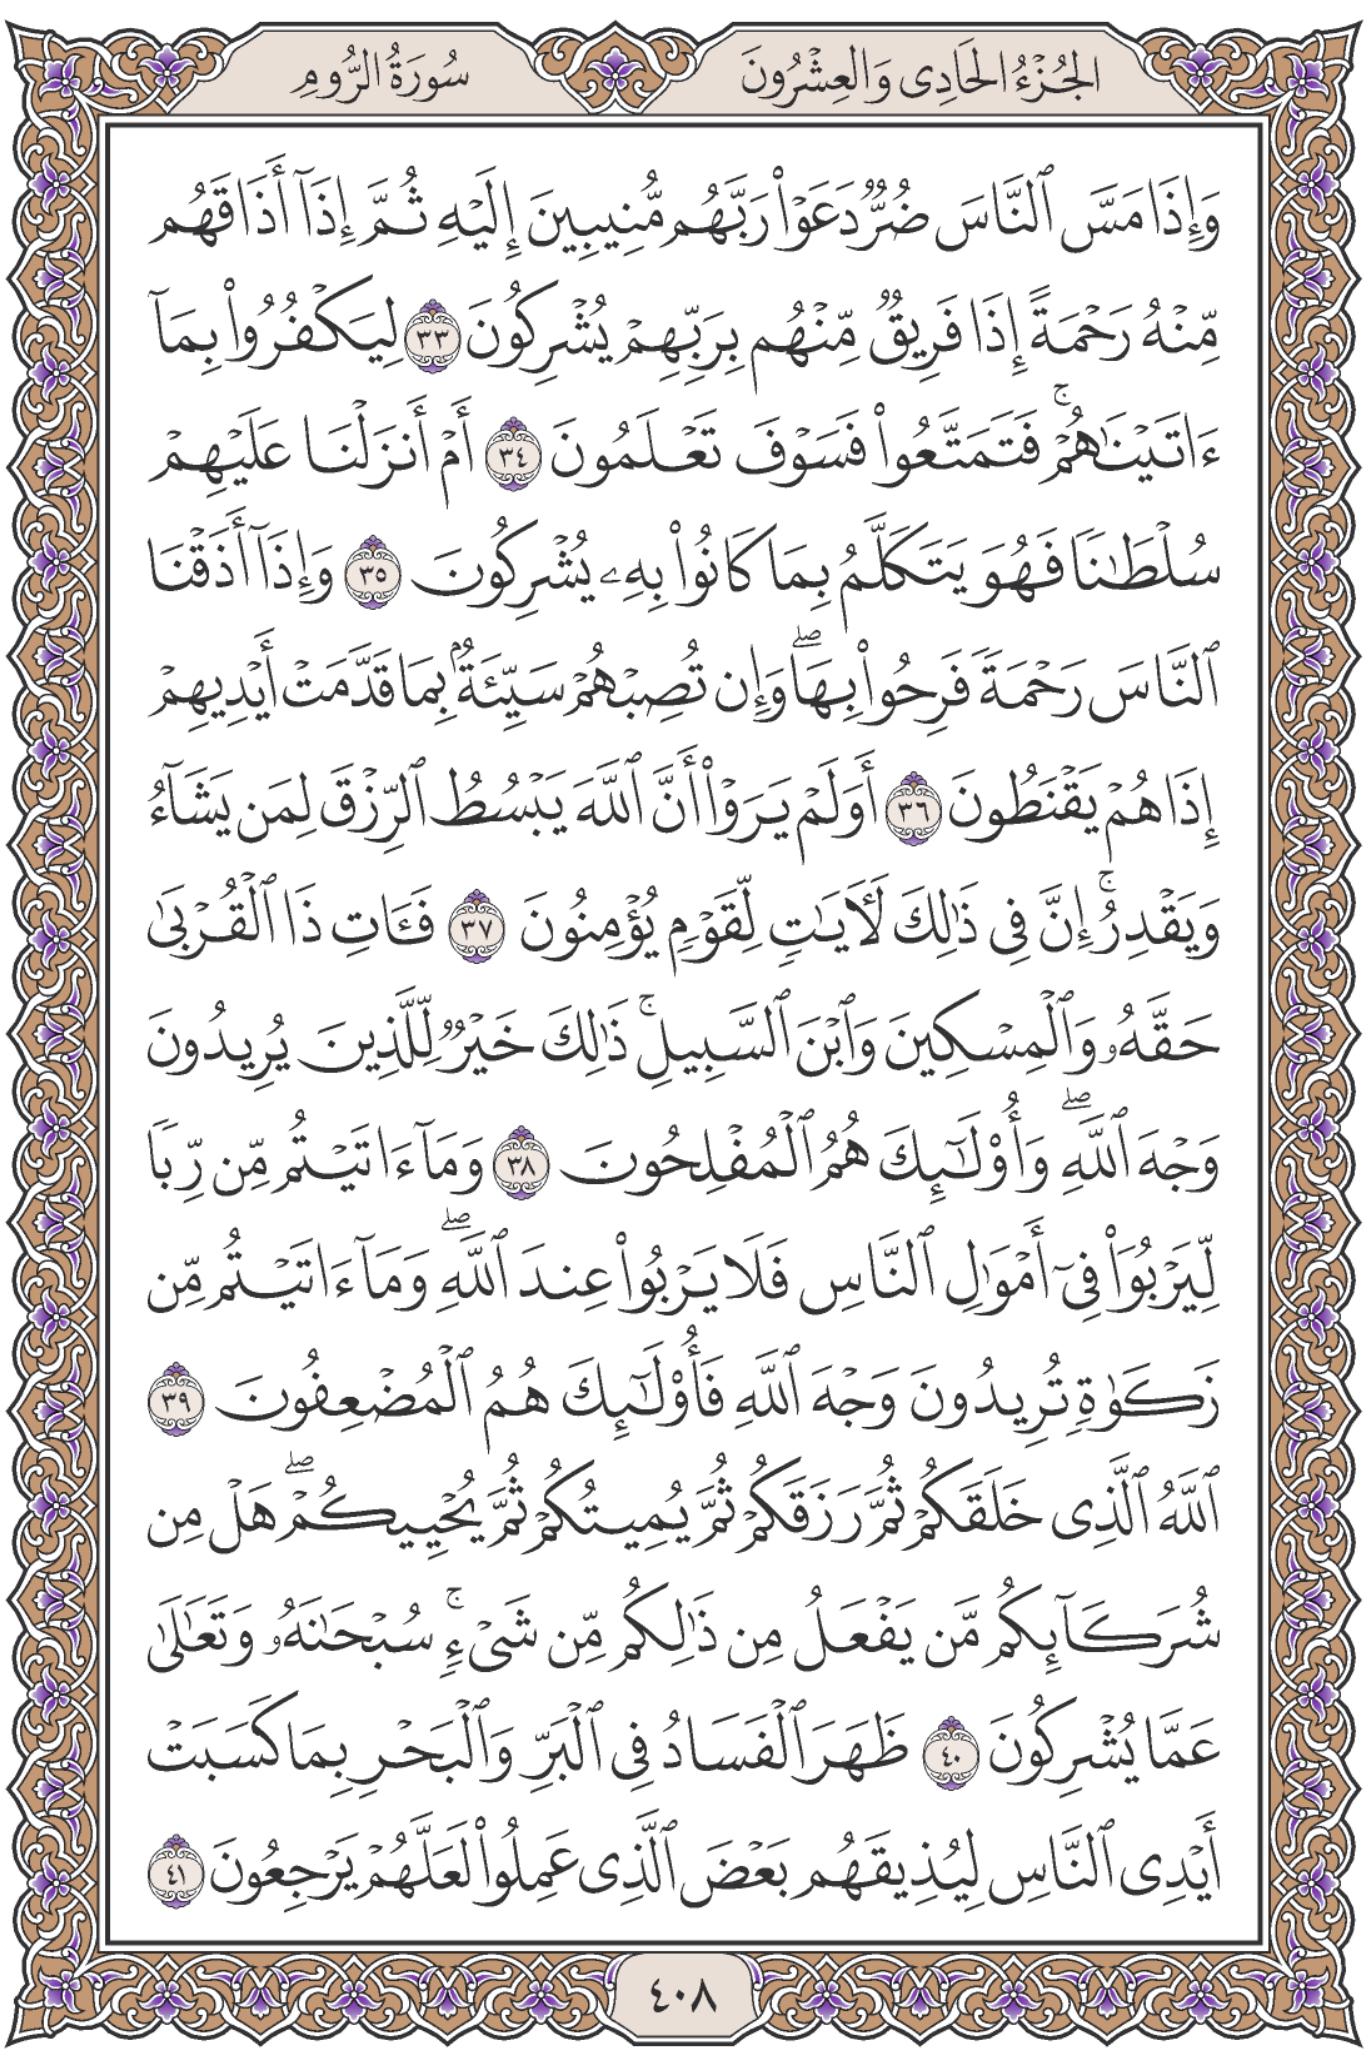 الجُزْءُ الحَادِى وَالعِشْرُونَ
سُورَةُ الرُّومِ
وَإِذَا مَسَّ ٱلنَّاسَ ضُرٌّ دَعَوْا۟ رَبَّهُم مُّنِيبِينَ إِلَيْهِ ثُمَّ إِذَآ أَذَاقَهُم
مِّنْهُ رَحْمَةً إِذَا فَرِيقٌ مِّنْهُم بِرَبِّهِمْ يُشْرِكُونَ ٣٣ لِيَكْفُرُوا۟ بِمَآ
ءَاتَيْنَٰهُمْ ۚ فَتَمَتَّعُوا۟ فَسَوْفَ تَعْلَمُونَ ٣٤ أَمْ أَنزَلْنَا عَلَيْهِمْ
سُلْطَٰنًا فَهُوَ يَتَكَلَّمُ بِمَا كَانُوا۟ بِهِۦ يُشْرِكُونَ ٣٥ وَإِذَآ أَذَقْنَا
ٱلنَّاسَ رَحْمَةً فَرِحُوا۟ بِهَا ۖ وَإِن تُصِبْهُمْ سَيِّئَةٌۢ بِمَا قَدَّمَتْ أَيْدِيهِمْ
إِذَا هُمْ يَقْنَطُونَ ٣٦ أَوَلَمْ يَرَوْا۟ أَنَّ ٱللَّهَ يَبْسُطُ ٱلرِّزْقَ لِمَن يَشَآءُ
وَيَقْدِرُ ۚ إِنَّ فِى ذَٰلِكَ لَـَٔايَٰتٍ لِّقَوْمٍ يُؤْمِنُونَ ٣٧ فَـَٔاتِ ذَا ٱلْقُرْبَىٰ
حَقَّهُۥ وَٱلْمِسْكِينَ وَٱبْنَ ٱلسَّبِيلِ ۚ ذَٰلِكَ خَيْرٌ لِّلَّذِينَ يُرِيدُونَ
وَجْهَ ٱللَّهِ ۖ وَأُو۟لَٰٓئِكَ هُمُ ٱلْمُفْلِحُونَ ٣٨ وَمَآ ءَاتَيْتُم مِّن رِّبًا
لِّيَرْبُوَا۟ فِىٓ أَمْوَٰلِ ٱلنَّاسِ فَلَا يَرْبُوا۟ عِندَ ٱللَّهِ ۖ وَمَآ ءَاتَيْتُم مِّن
زَكَوٰةٍ تُرِيدُونَ وَجْهَ ٱللَّهِ فَأُو۟لَٰٓئِكَ هُمُ ٱلْمُضْعِفُونَ ٣٩
ٱللَّهُ ٱلَّذِى خَلَقَكُمْ ثُمَّ رَزَقَكُمْ ثُمَّ يُمِيتُكُمْ ثُمَّ يُحْيِيكُمْ ۖ هَلْ مِن
شُرَكَآئِكُم مَّن يَفْعَلُ مِن ذَٰلِكُم مِّن شَىْءٍ ۚ سُبْحَٰنَهُۥ وَتَعَٰلَىٰ
عَمَّا يُشْرِكُونَ ٤٠ ظَهَرَ ٱلْفَسَادُ فِى ٱلْبَرِّ وَٱلْبَحْرِ بِمَا كَسَبَتْ
أَيْدِى ٱلنَّاسِ لِيُذِيقَهُم بَعْضَ ٱلَّذِى عَمِلُوا۟ لَعَلَّهُمْ يَرْجِعُونَ ٤١
٤٠٨